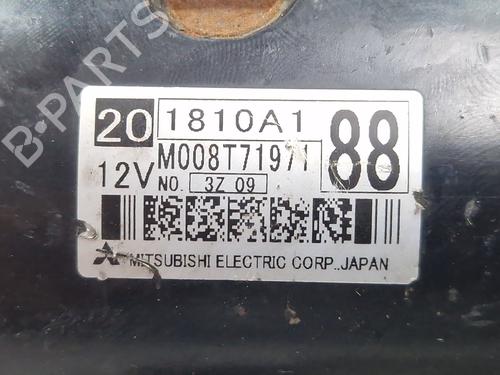 20 1810A1 88
M008T71971
12V NO. 3Z 09
MITSUBISHI ELECTRIC CORP., JAPAN
B-PARTS